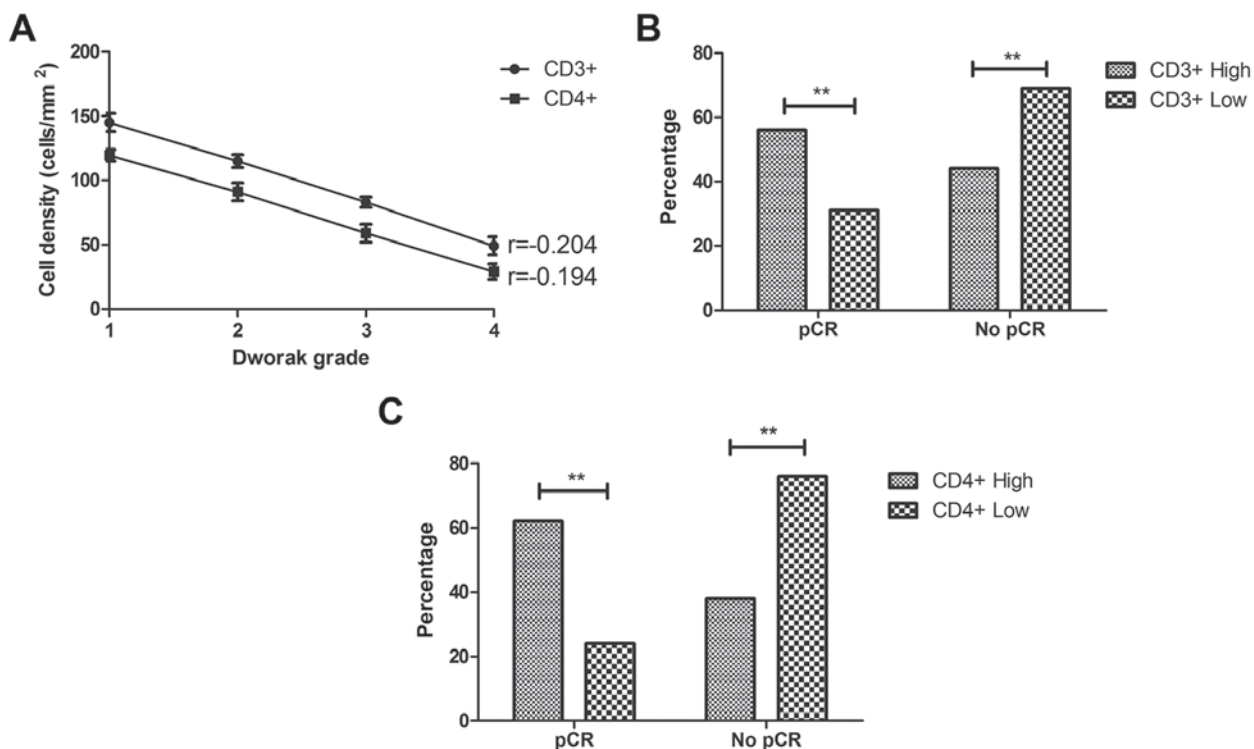 A
Cell density (cells/mm ²)
200
150
100
50
0
1 2 3 4
Dworak grade
CD3+
CD4+
r=-0.204
r=-0.194
B
Percentage
80
60
40
20
0
**
**
pCR No pCR
CD3+ High
CD3+ Low
C
Percentage
80
60
40
20
0
**
**
pCR No pCR
CD4+ High
CD4+ Low